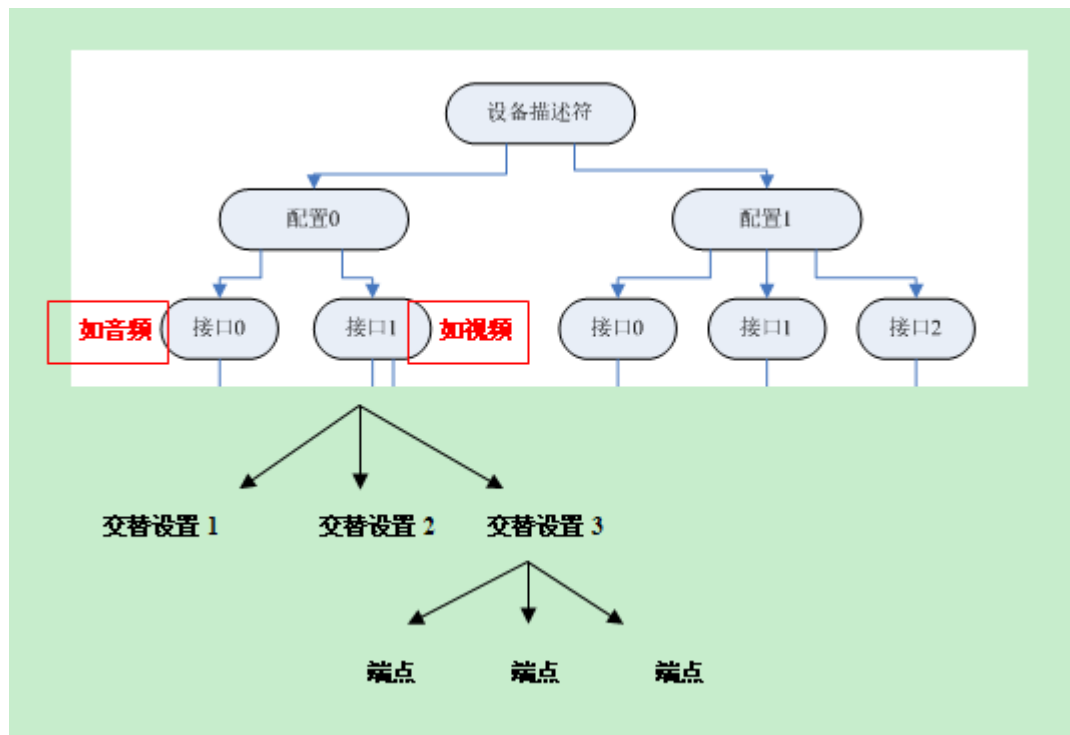 设备描述符
配置0
配置1
如音频
接口0
接口1
如视频
接口0
接口1
接口2
交替设置 1
交替设置 2
交替设置 3
端点
端点
端点